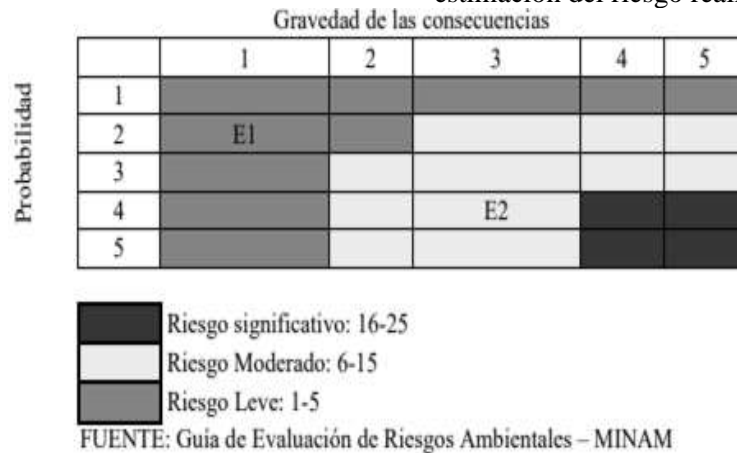 Gravedad de las consecuencias
1 2 3 4 5
Probabilidad
1
2 E1
3
4 E2
5
Riesgo significativo: 16-25
Riesgo Moderado: 6-15
Riesgo Leve: 1-5
FUENTE: Guía de Evaluación de Riesgos Ambientales – MINAM